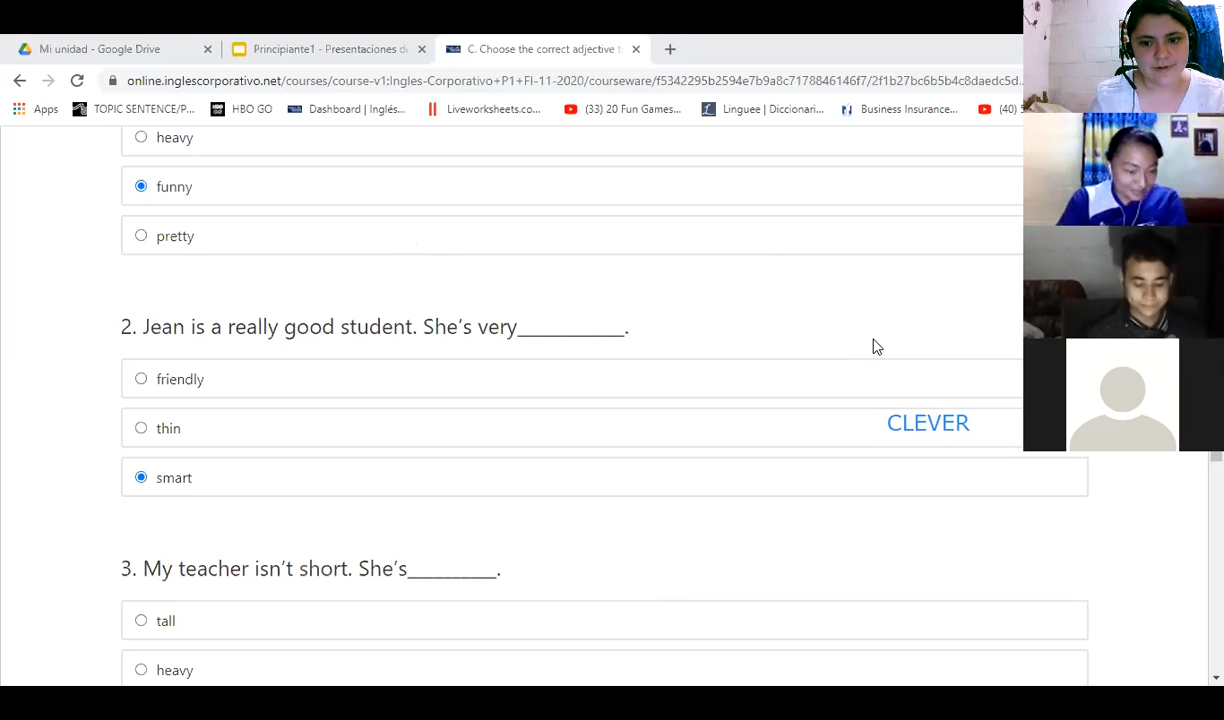 Mi unidad - Google Drive
Principiante1 - Presentaciones de
C. Choose the correct adjective t
online.inglescorporativo.net/courses/course-v1:Ingles-Corporativo+P1+FI-11-2020/courseware/f5342295b2594e7b9a8c7178846146f7/2f1b27bc6b5b4c8daedc5d...
Apps
TOPIC SENTENCE/P...
HBO GO
Dashboard | Inglés...
Liveworksheets.co...
(33) 20 Fun Games...
Linguee | Diccionari...
Business Insurance...
(40)
heavy
funny
pretty
2. Jean is a really good student. She’s very___________.
friendly
thin
CLEVER
smart
3. My teacher isn’t short. She’s_________.
tall
heavy